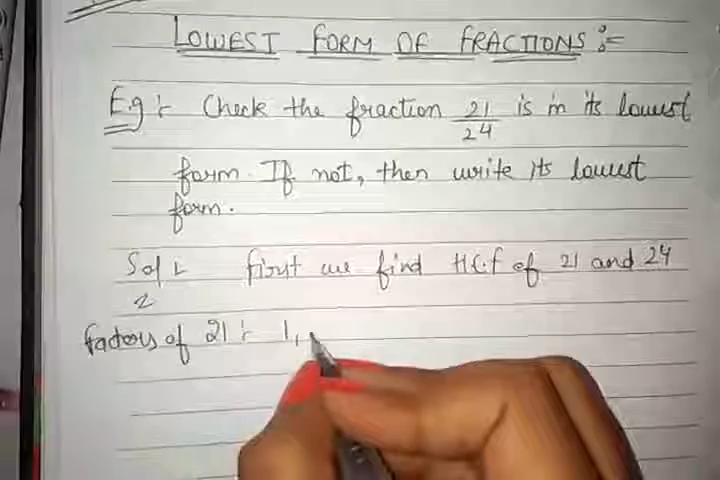 LOWEST FORM OF FRACTIONS :=
Eg :- Check the fraction 21/24 is in its lowest
form. If not, then write its lowest
form.
Sol :- first we find H.C.f of 21 and 24
factors of 21 :- 1,